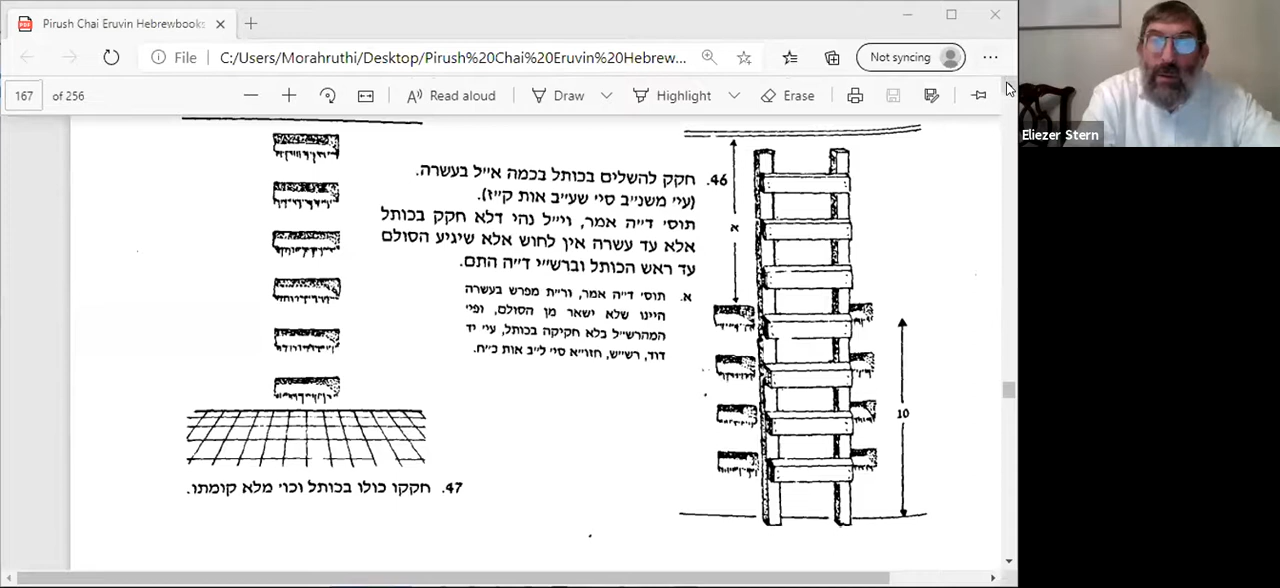 Pirush Chai Eruvin Hebrewbooks
File
C:/Users/Morahruthi/Desktop/Pirush%20Chai%20Eruvin%20Hebrew...
Not syncing
167 of 256
Read aloud
Draw
Highlight
Erase
Eliezer Stern
46. חקק להשלים בכותל בכמה א״ל בעשרה.
(עי׳ משנ״ב סי׳ שע״ב אות קי״ז).
תוסי׳ ד״ה אמר, וי״ל נהי דלא חקק בכותל
אלא עד עשרה אין לחוש אלא שיגיע הסולם
עד ראש הכותל וברש״י ד״ה התם.
א. תוסי׳ ד״ה אמר, ור״ת מפרש בעשרה
היינו שלא ישאר מן הסולם, ופי׳
המהרש״ל בלא חקיקה בכותל, עי׳ יד
דוד, רש״ש, חזו״א סי׳ ל״ב אות כ״ח.
א
10
47. חקקו כולו בכותל וכו׳ מלא קומתו.